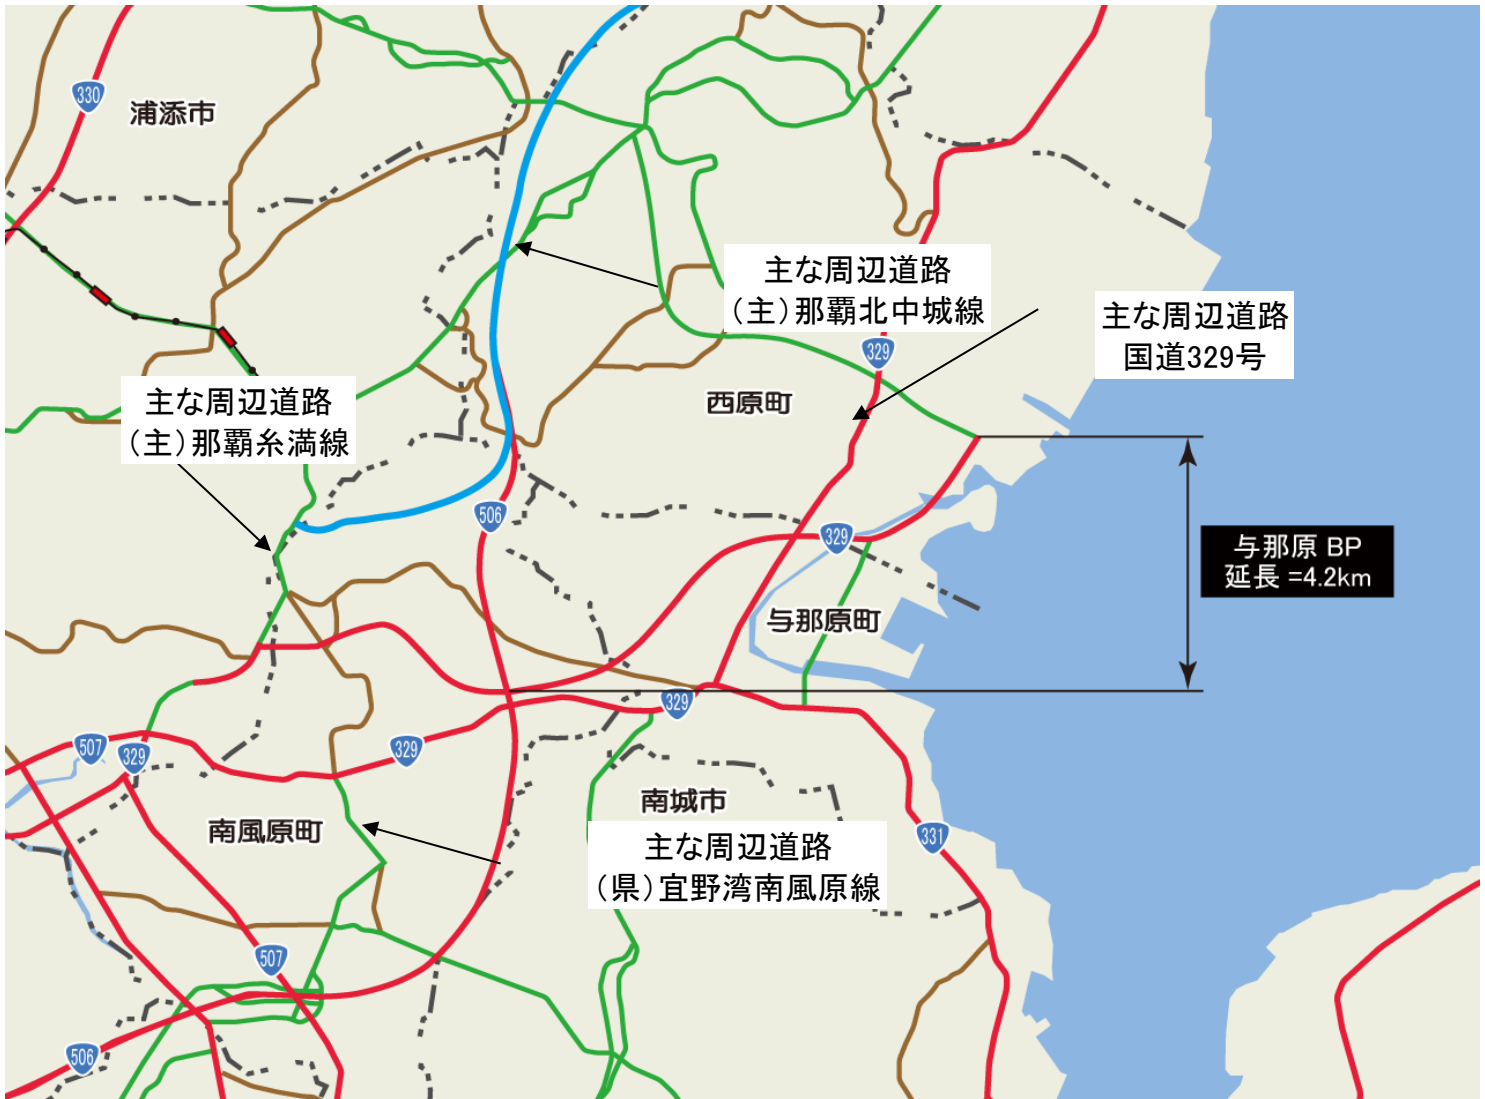 330
浦添市
主な周辺道路
（主）那覇北中城線
主な周辺道路
国道329号
329
主な周辺道路
（主）那覇糸満線
西原町
506
329
与那原 BP
延長 =4.2km
与那原町
329
507
329
329
南城市
南風原町
331
主な周辺道路
（県）宜野湾南風原線
507
506